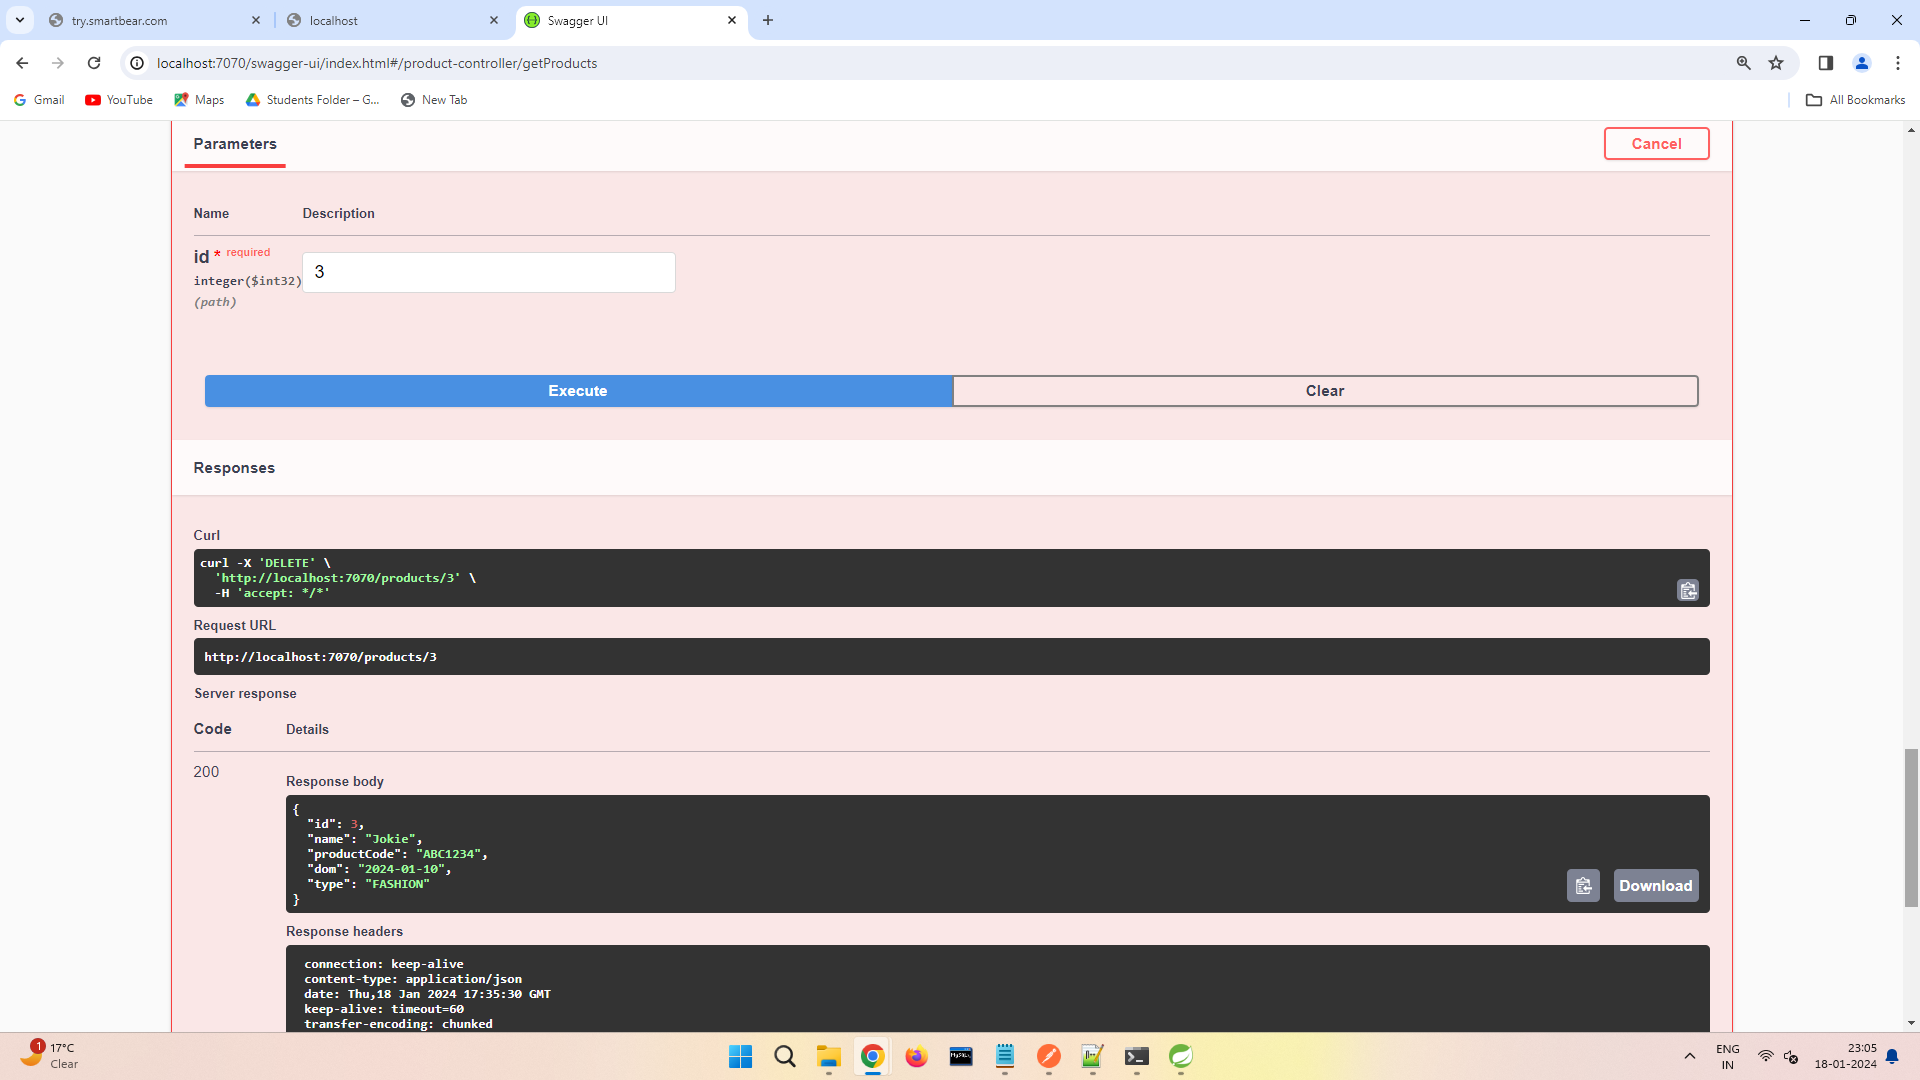 try.smartbear.com
localhost
Swagger UI
localhost:7070/swagger-ui/index.html#/product-controller/getProducts
Gmail
YouTube
Maps
Students Folder – G...
New Tab
All Bookmarks
Parameters
Cancel
Name
Description
id * required
integer($int32)
(path)
3
Execute
Clear
Responses
Curl
curl -X 'DELETE' \
'http://localhost:7070/products/3' \
-H 'accept: */*'
Request URL
http://localhost:7070/products/3
Server response
Code
Details
200
Response body
{
"id": 3,
"name": "Jokie",
"productCode": "ABC1234",
"dom": "2024-01-10",
"type": "FASHION"
}
Download
Response headers
connection: keep-alive
content-type: application/json
date: Thu,18 Jan 2024 17:35:30 GMT
keep-alive: timeout=60
transfer-encoding: chunked
1
17°C
Clear
MySQL
ENG
IN
23:05
18-01-2024